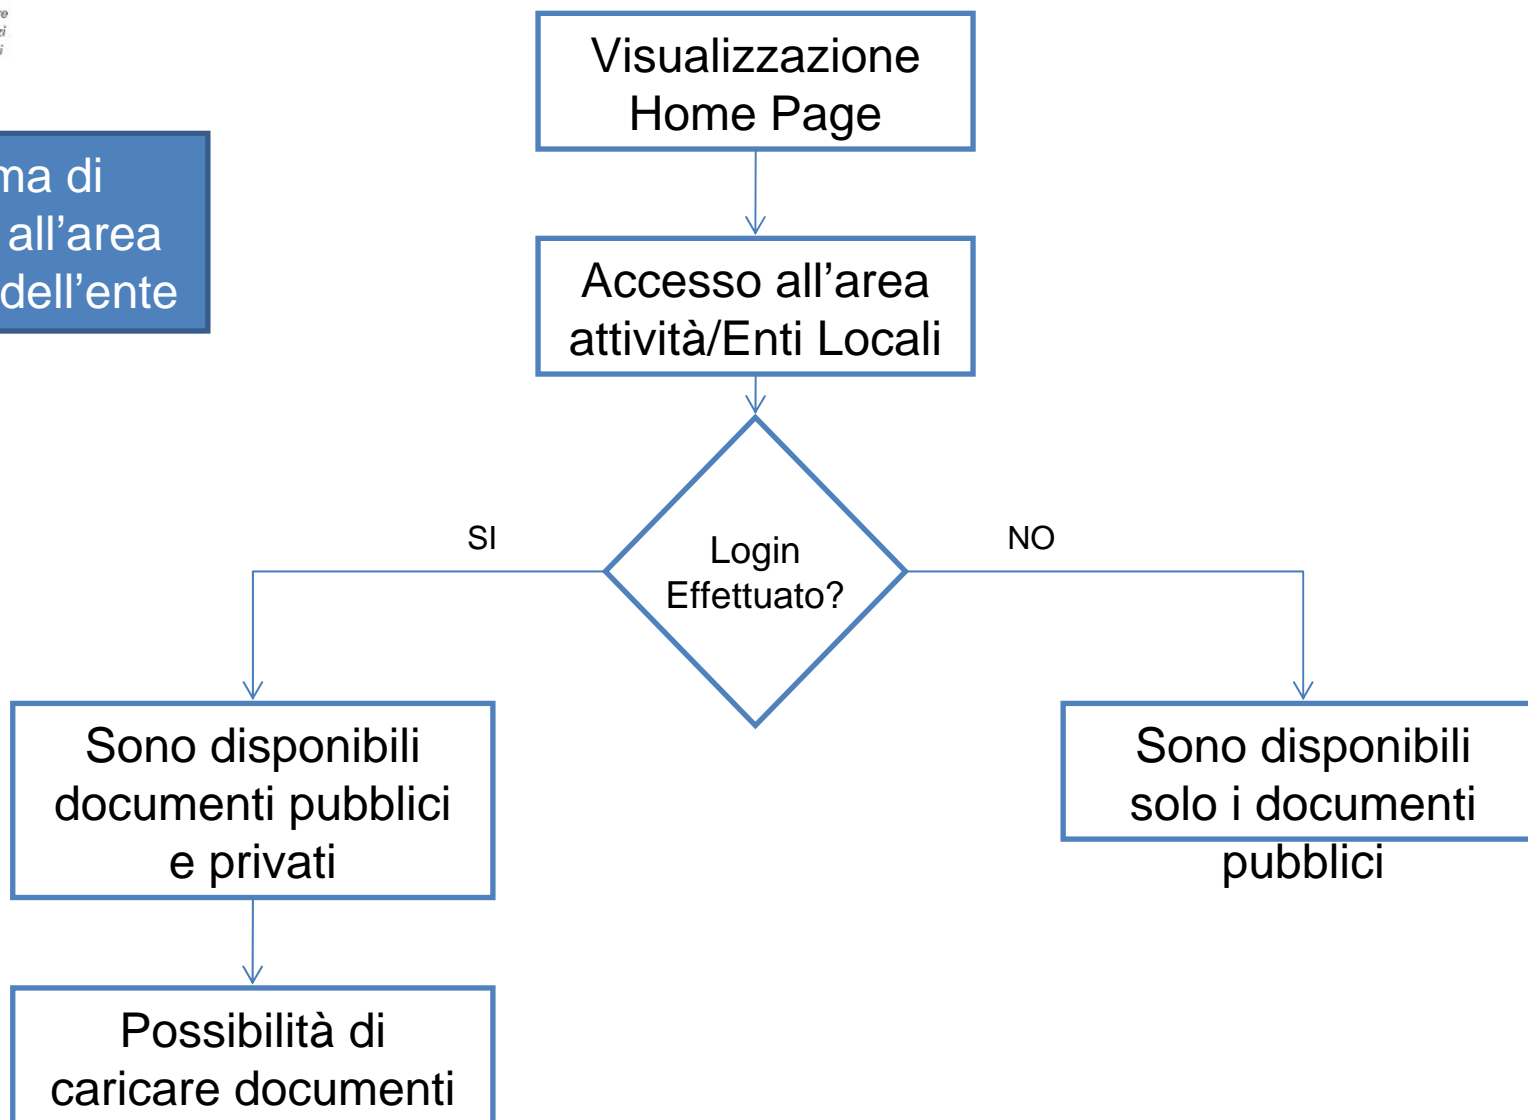 Visualizzazione
Home Page
di
all’area
dell’ente
Accesso all’area
attività/Enti Locali
SI
Login
Effettuato?
NO
Sono disponibili
documenti pubblici
e privati
Sono disponibili
solo i documenti
pubblici
Possibilità di
caricare documenti